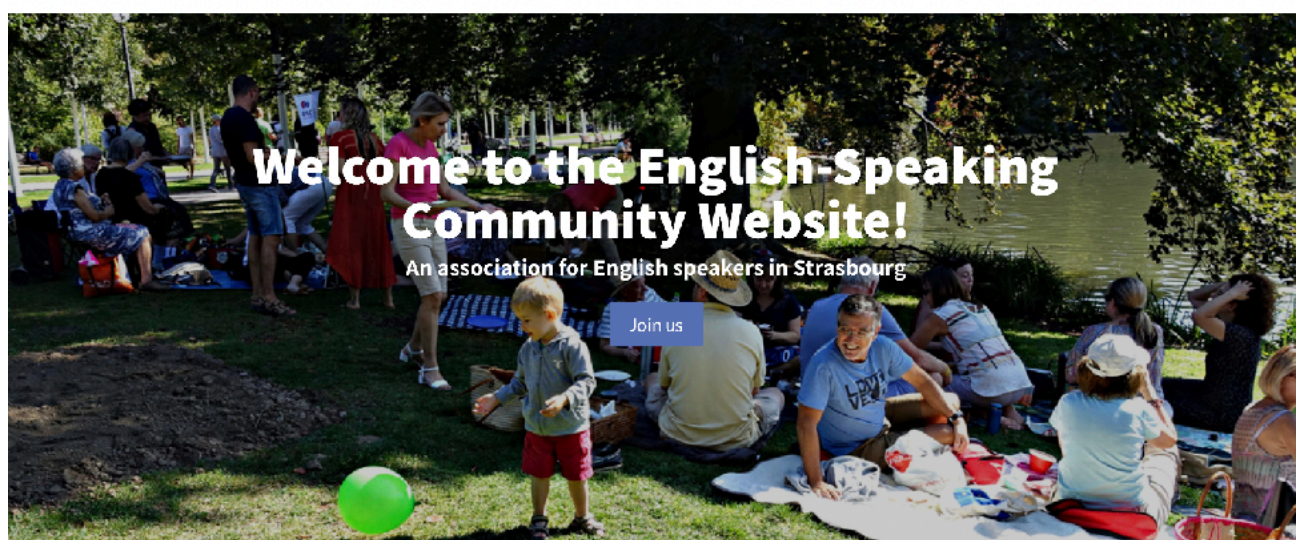 Welcome to the English-Speaking
Community Website!
An association for English speakers in Strasbourg
Join us